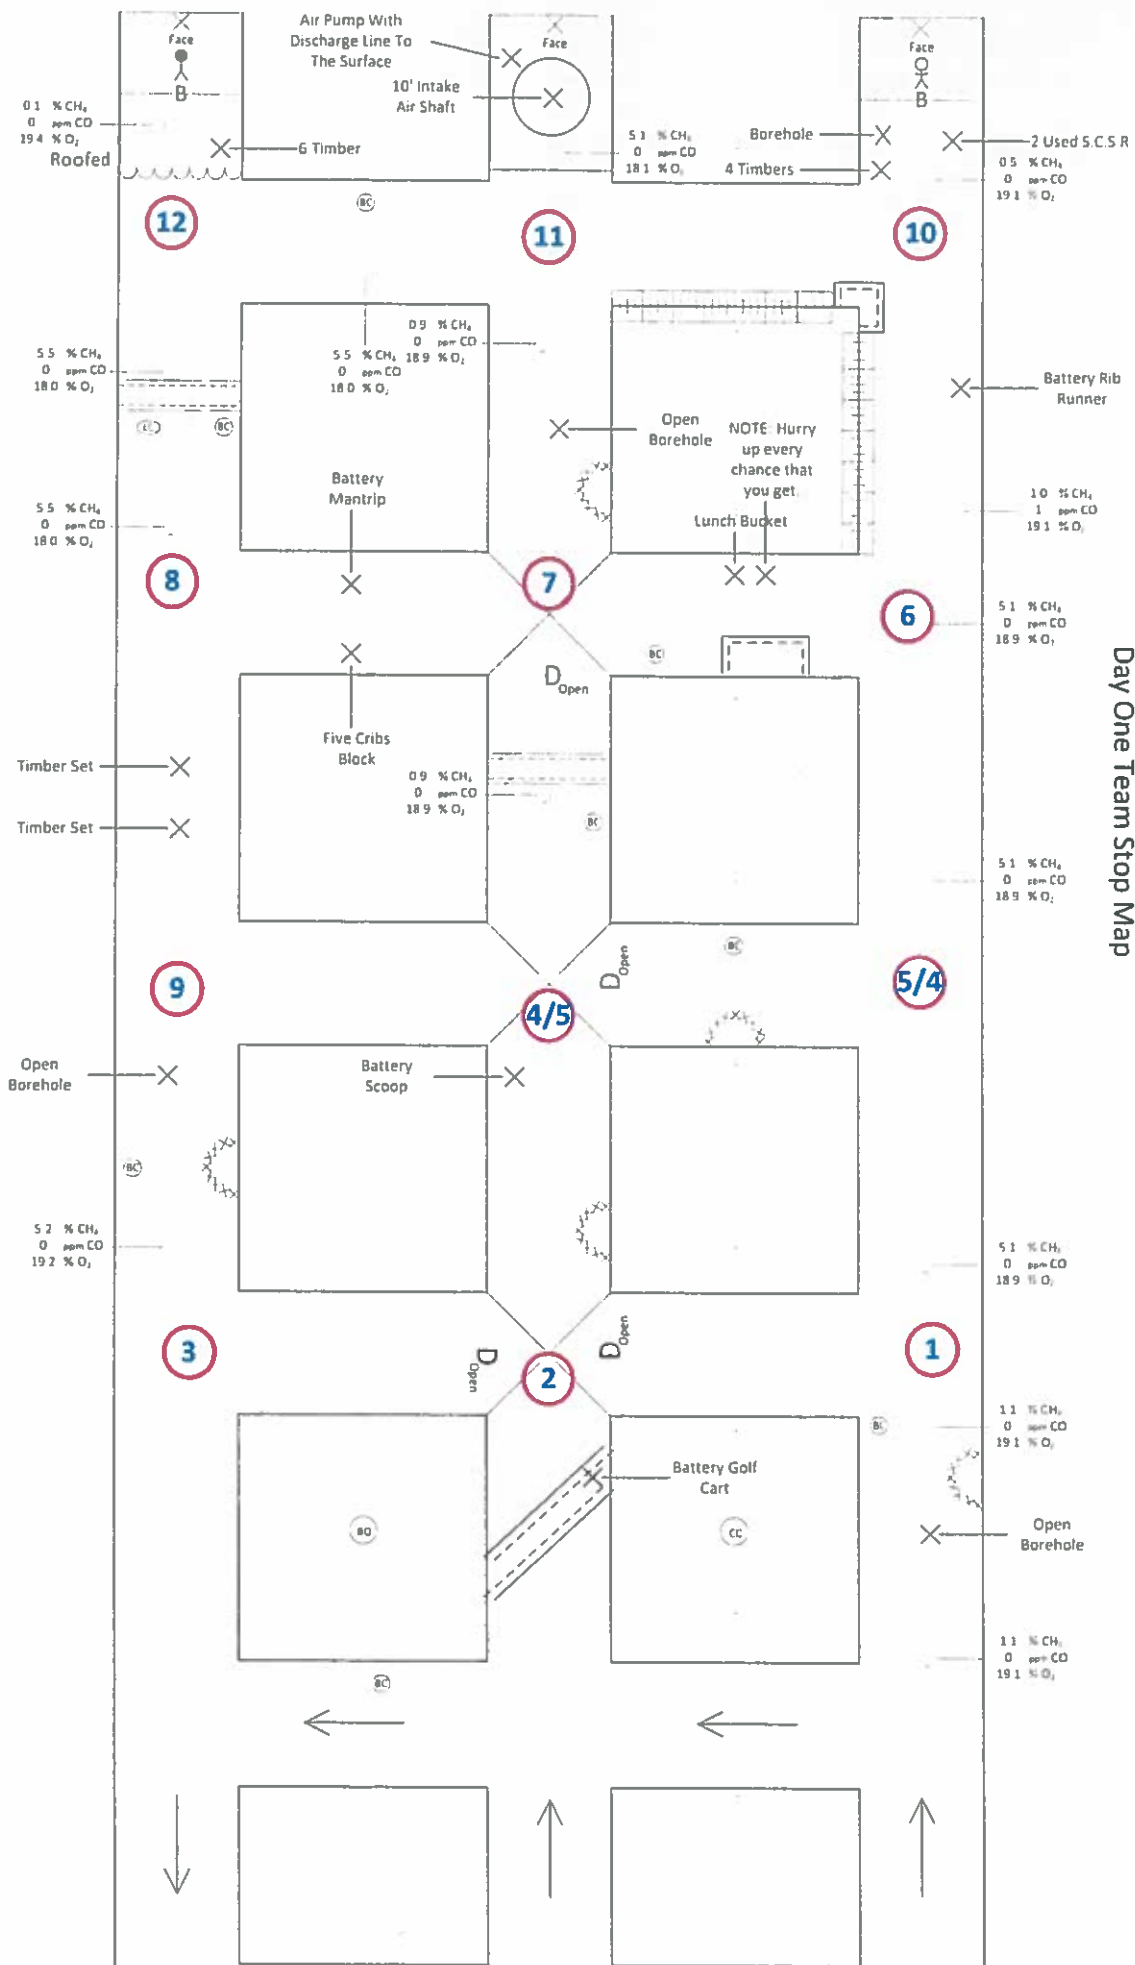 Air Pump With
Discharge Line To
The Surface
Face
Face
Face
10' Intake
Air Shaft
B
B
0.1 % CH₄
0 ppm CO
19.4 % O₂
Roofed
6 Timber
5.1 % CH₄
0 ppm CO
18.1 % O₂
Borehole
4 Timbers
2 Used S.C.S.R
0.5 % CH₄
0 ppm CO
19.1 % O₂
BC
12
11
10
5.5 % CH₄
0 ppm CO
18.0 % O₂
5.5 % CH₄
0 ppm CO
18.0 % O₂
0.9 % CH₄
0 ppm CO
18.9 % O₂
Battery Rib
Runner
BC
Open
Borehole
NOTE: Hurry
up every
chance that
you get.
Battery
Mantrip
Lunch Bucket
5.5 % CH₄
0 ppm CO
18.0 % O₂
1.0 % CH₄
1 ppm CO
19.1 % O₂
8
7
6
5.1 % CH₄
0 ppm CO
18.9 % O₂
BC
D Open
Day One Team Stop Map
Five Cribs
Block
Timber Set
Timber Set
0.9 % CH₄
0 ppm CO
18.9 % O₂
BC
5.1 % CH₄
0 ppm CO
18.9 % O₂
BC
D Open
9
4/5
5/4
Open
Borehole
Battery
Scoop
BC
5.2 % CH₄
0 ppm CO
19.2 % O₂
5.1 % CH₄
0 ppm CO
18.9 % O₂
3
D Open
2
D Open
1
BC
1.1 % CH₄
0 ppm CO
19.1 % O₂
Battery Golf
Cart
BO
CC
Open
Borehole
1.1 % CH₄
0 ppm CO
19.1 % O₂
BC